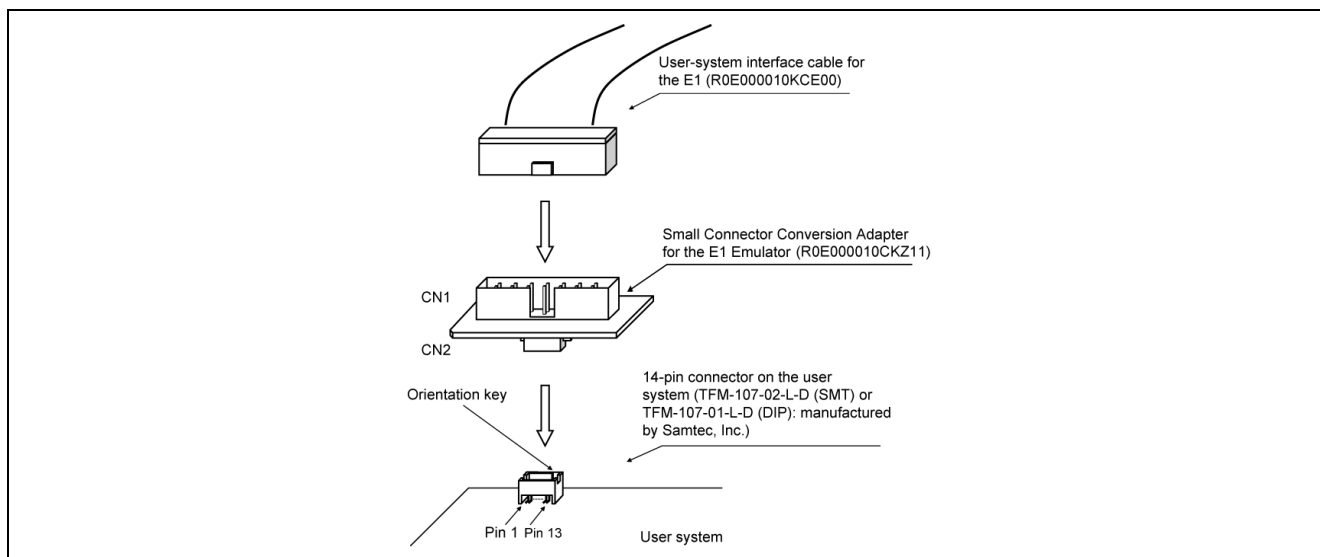 User-system interface cable for
the E1 (R0E000010KCE00)
Small Connector Conversion Adapter
for the E1 Emulator (R0E000010CKZ11)
CN1
CN2
14-pin connector on the user
system (TFM-107-02-L-D (SMT) or
TFM-107-01-L-D (DIP): manufactured
by Samtec, Inc.)
Orientation key
Pin 1 Pin 13
User system